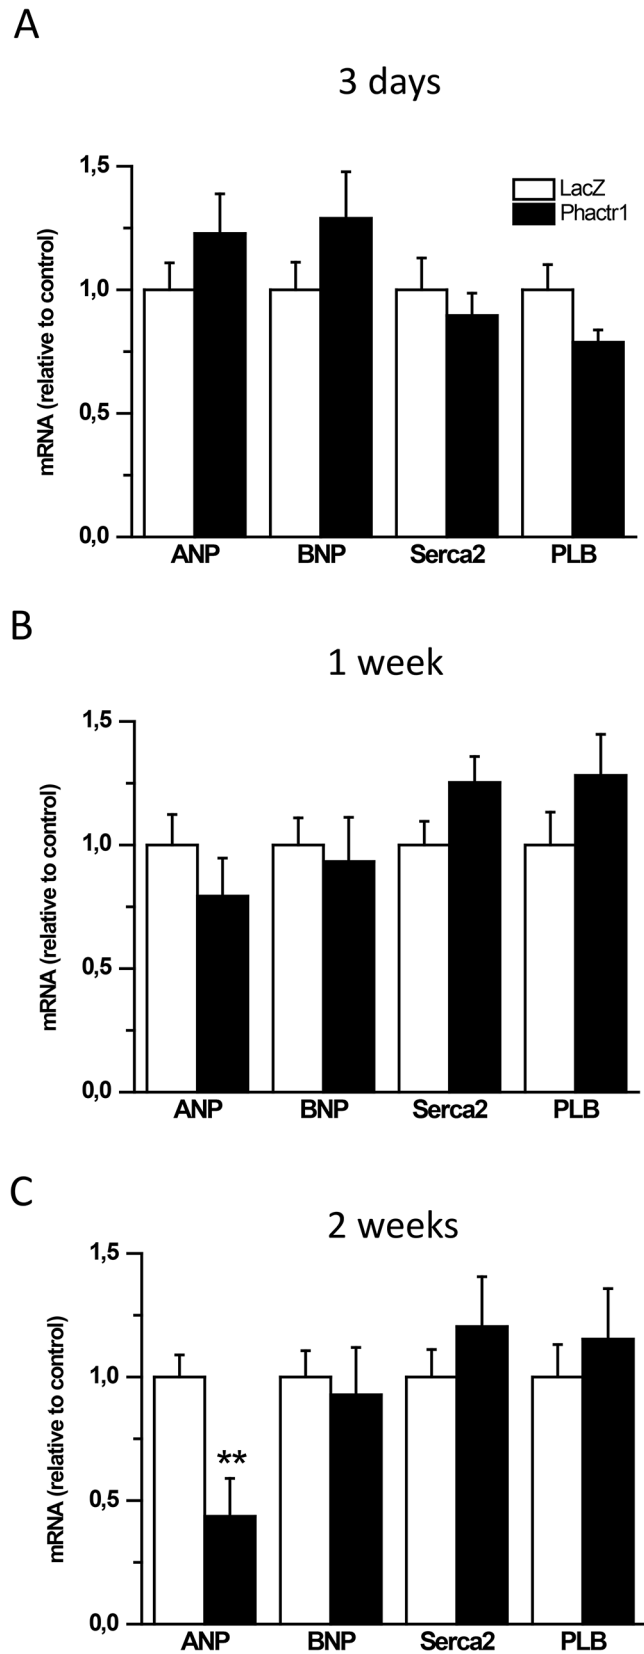 A
3 days
1,5
1,0
0,5
0,0
mRNA (relative to control)
LacZ
Phactr1
ANP BNP Serca2 PLB
B
1 week
1,5
1,0
0,5
0,0
mRNA (relative to control)
ANP BNP Serca2 PLB
C
2 weeks
1,5
1,0
0,5
0,0
mRNA (relative to control)
**
ANP BNP Serca2 PLB